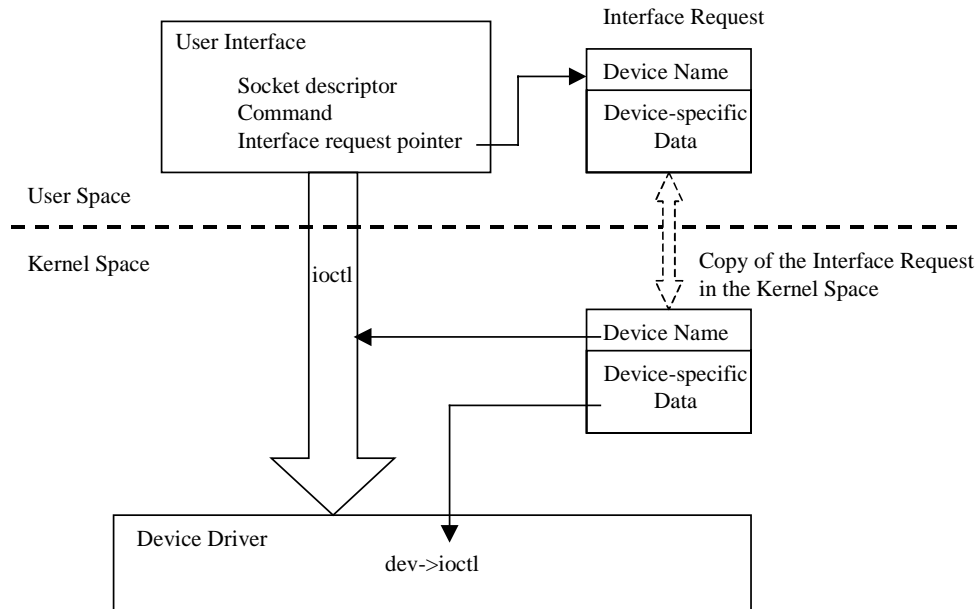 Interface Request
User Interface
Socket descriptor
Command
Interface request pointer
Device Name
Device-specific
Data
User Space
Kernel Space
ioctl
Copy of the Interface Request
in the Kernel Space
Device Name
Device-specific
Data
Device Driver
dev->ioctl